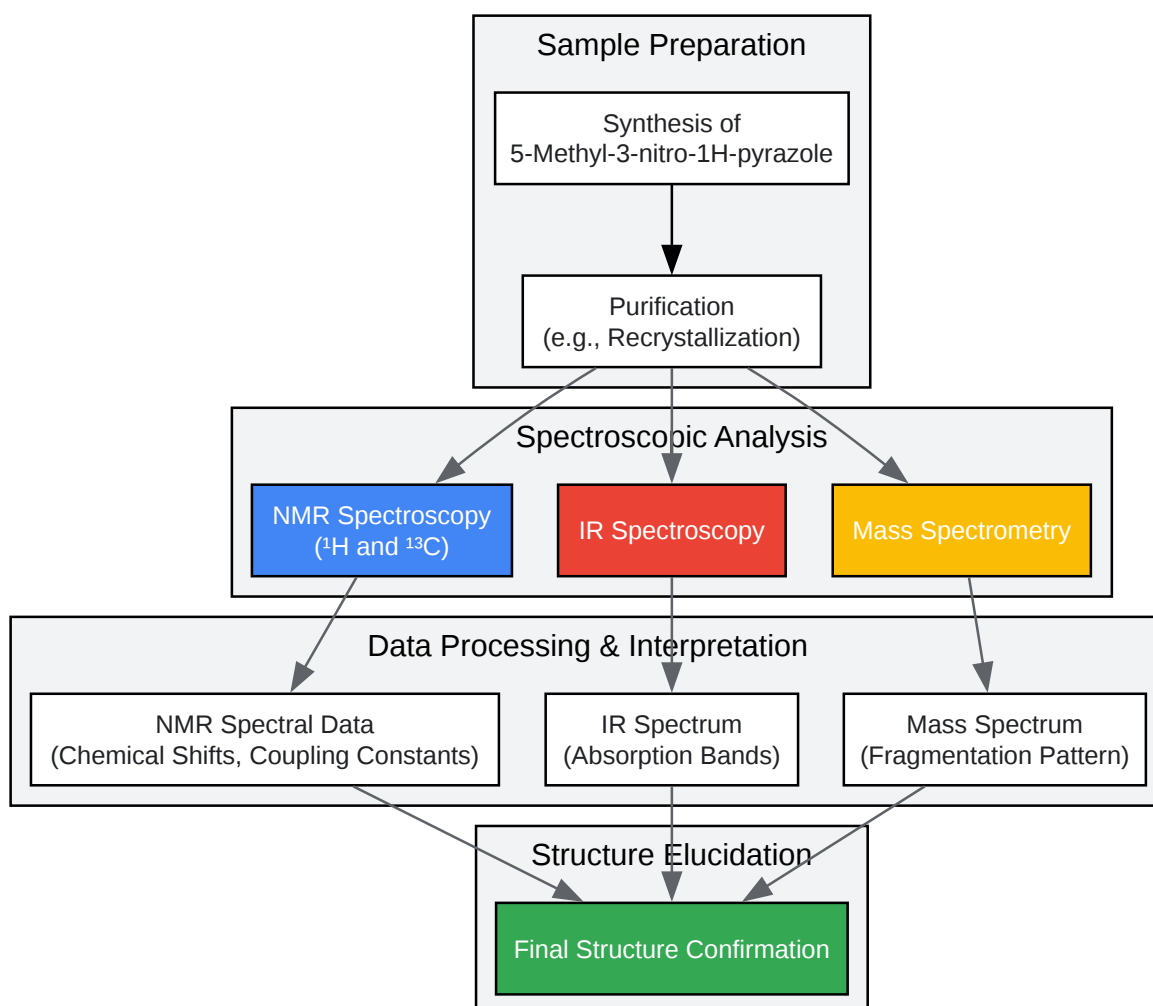 Sample Preparation
Synthesis of
5-Methyl-3-nitro-1H-pyrazole
Purification
(e.g., Recrystallization)
Spectroscopic Analysis
NMR Spectroscopy
(¹H and ¹³C)
IR Spectroscopy
Mass Spectrometry
Data Processing & Interpretation
NMR Spectral Data
(Chemical Shifts, Coupling Constants)
IR Spectrum
(Absorption Bands)
Mass Spectrum
(Fragmentation Pattern)
Structure Elucidation
Final Structure Confirmation